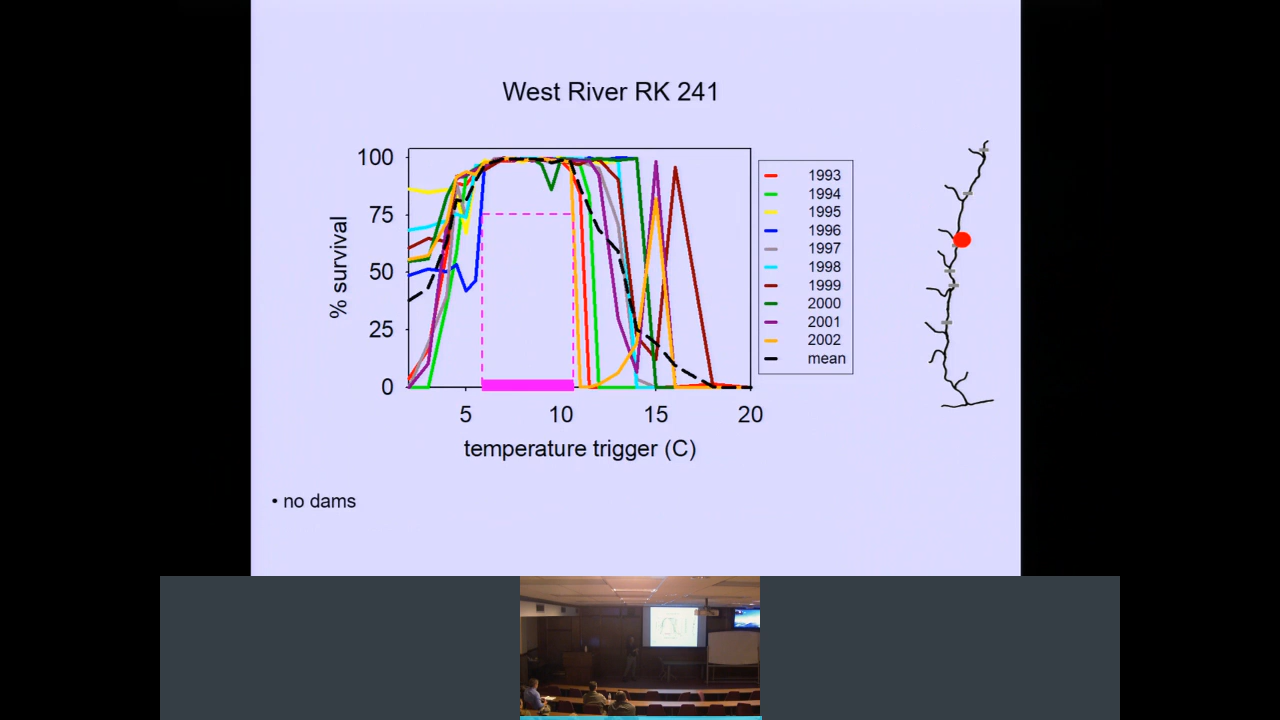 West River RK 241
100
75
50
25
0
% survival
5 10 15 20
temperature trigger (C)
1993
1994
1995
1996
1997
1998
1999
2000
2001
2002
mean
• no dams